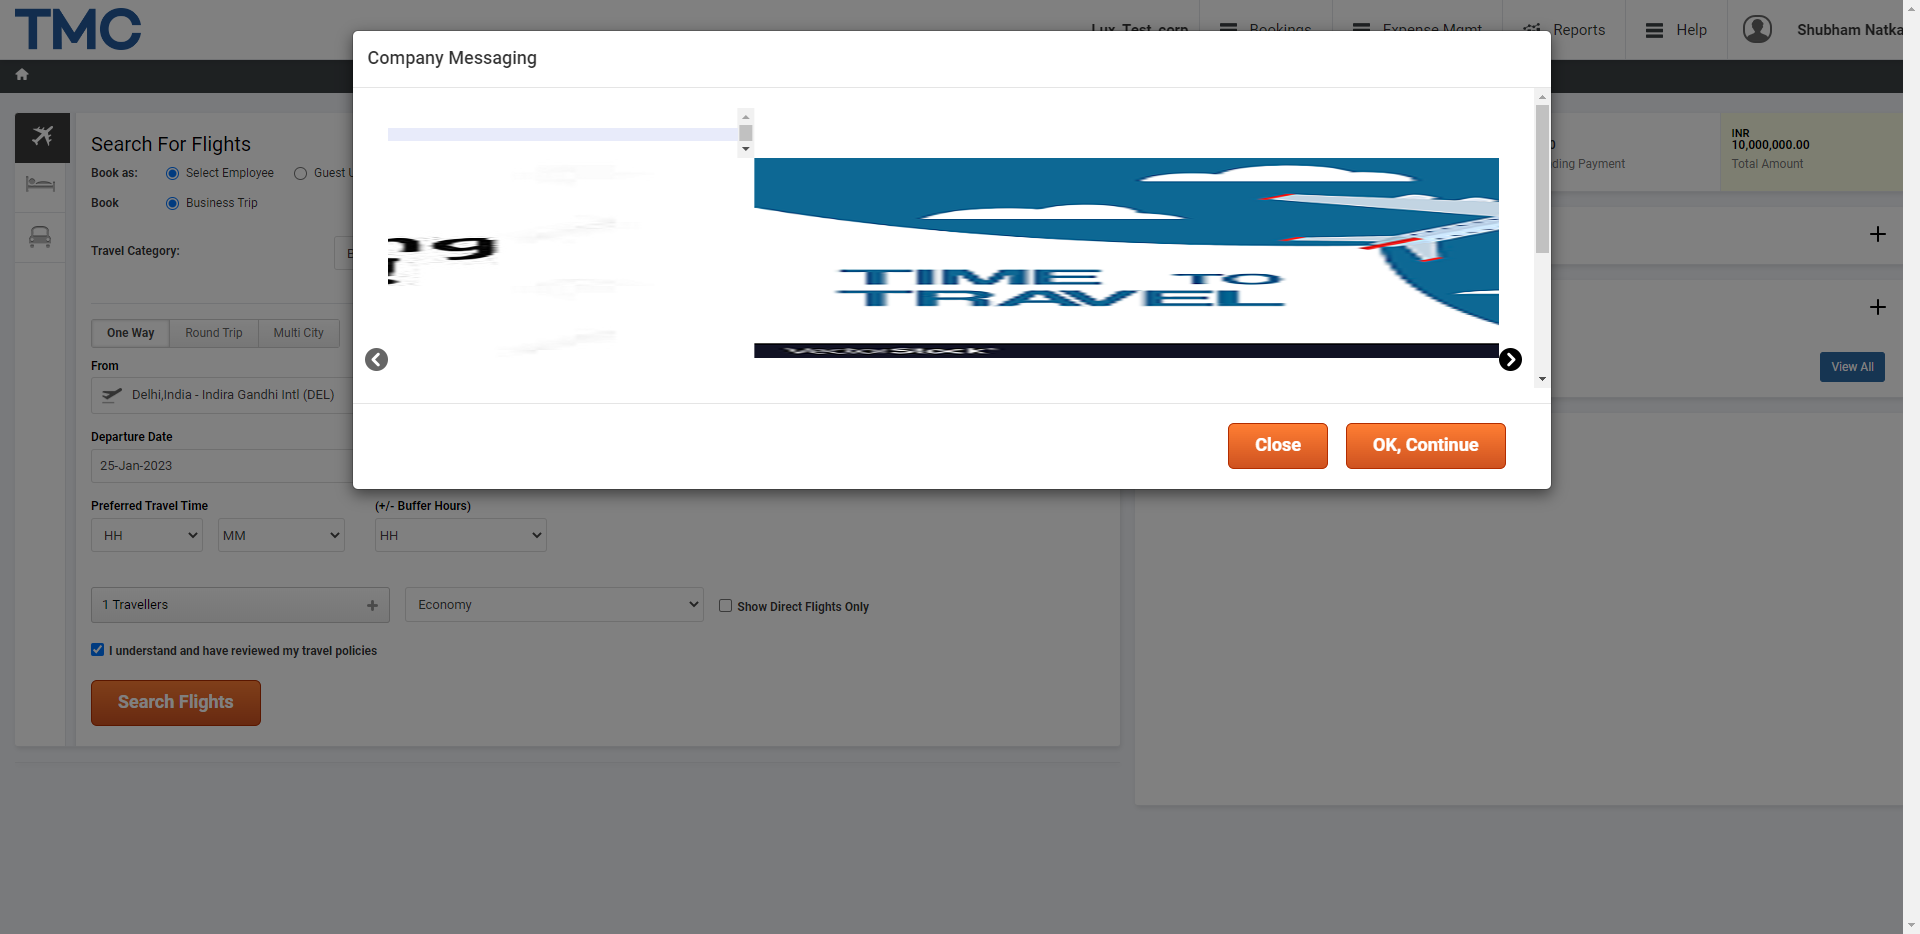 TMC
Lux_Test_corp
Bookings
Expense Mgmt
Reports
Help
Shubham Natka
Company Messaging
Search For Flights
Book as:
Select Employee
Guest U
Book
Business Trip
Travel Category:
B
One Way
Round Trip
Multi City
From
Delhi,India - Indira Gandhi Intl (DEL)
Departure Date
25-Jan-2023
Preferred Travel Time
(+/- Buffer Hours)
HH
MM
HH
1 Travellers
Economy
Show Direct Flights Only
I understand and have reviewed my travel policies
Search Flights
ng
TIME TO
TRAVEL
VectorStock
Close
OK, Continue
0
ding Payment
INR
10,000,000.00
Total Amount
View All